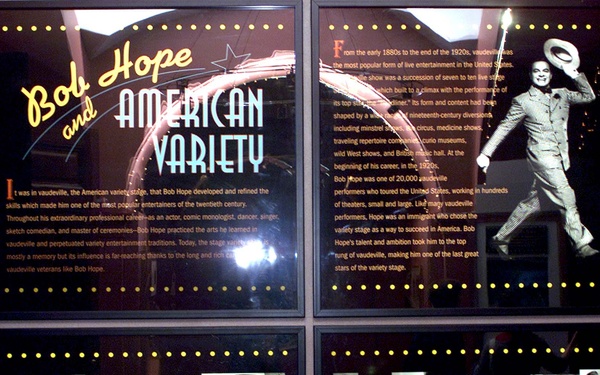 Bob Hope
and
AMERICAN
VARIETY
It was in vaudeville, the American variety stage, that Bob Hope developed and refined the
skills which made him one of the most popular entertainers of the twentieth century.
Throughout his extraordinary professional career as an actor, comic monologist, dancer, singer,
sketch comedian, and master of ceremonies–Bob Hope practiced the arts he learned in
vaudeville and perpetuated variety entertainment traditions. Today, the stage variety
mostly a memory but its influence is far-reaching thanks to the long and rich
vaudeville veterans like Bob Hope.
From the early 1880s to the end of the 1920s, vaudeville was
the most popular form of live entertainment in the United States.
vaudeville show was a succession of seven to ten live stage
which built to a climax with the performance of
its top Its form and content had been
shaped by a wide of nineteenth-century diversions
including minstrel the circus, medicine shows,
traveling repertoire companies, curio museums,
wild West shows, and British music hall. At the
beginning of his career, in the 1920s,
Bob Hope was one of 20,000 vaudeville
performers who toured the United States, working in hundreds
of theaters, small and large. Like many vaudeville
performers, Hope was an immigrant who chose the
variety stage as a way to succeed in America. Bob
Hope's talent and ambition took him to the top
rung of vaudeville, making him one of the last great
stars of the variety stage.